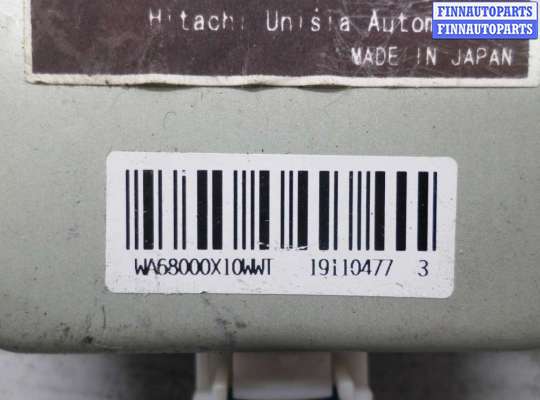 FINNAUTOPARTS
FINNAUTOPARTS
Hitachi Unisia Autom
MADE IN JAPAN
WA68000X10WWT 19110477 3